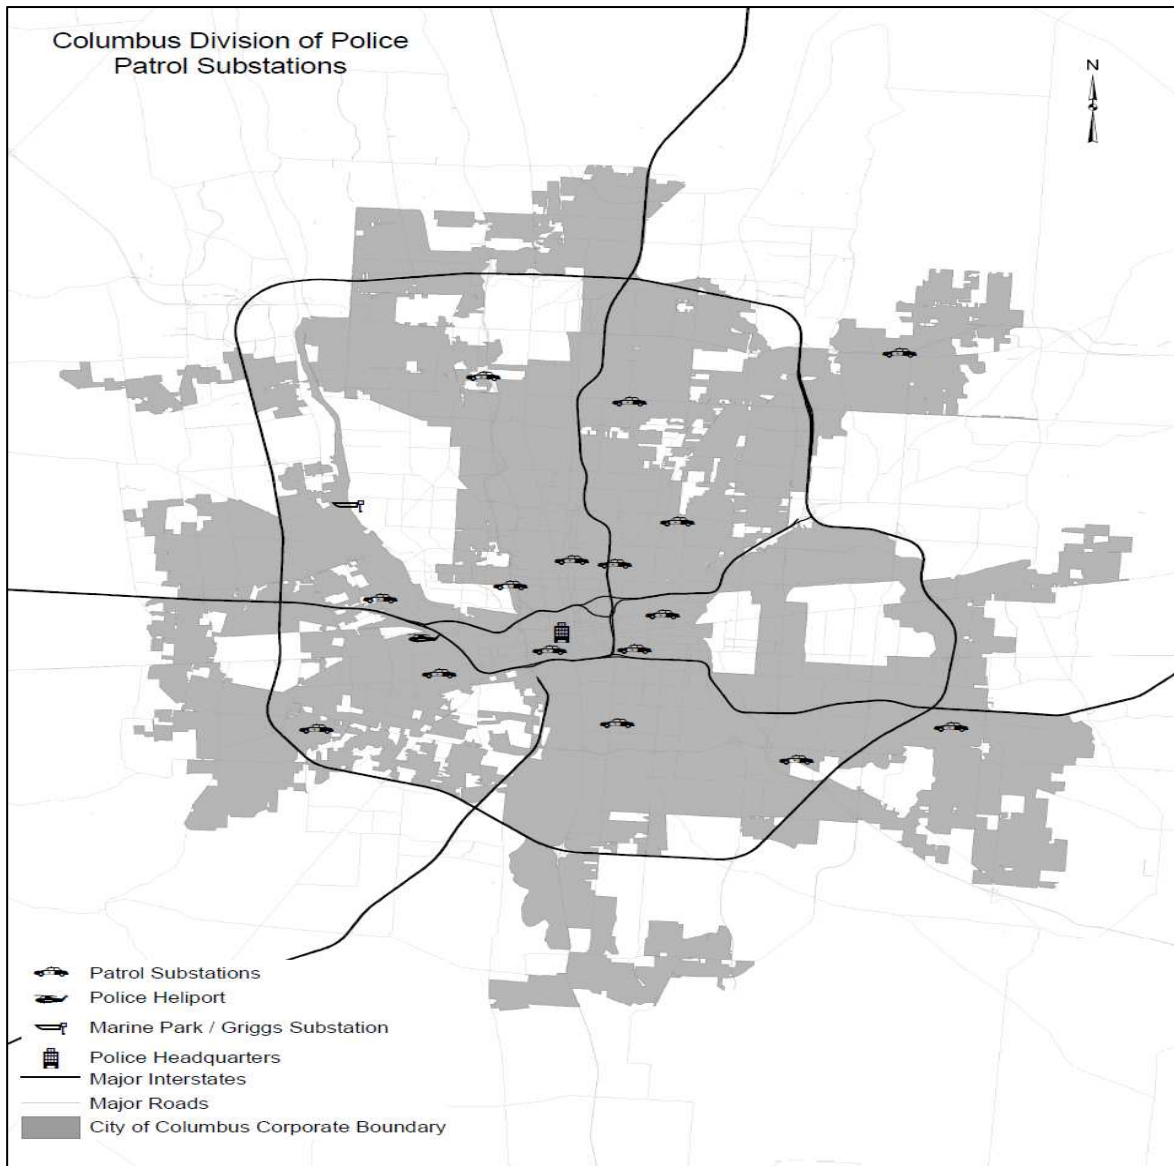 Columbus Division of Police
Patrol Substations
N
Patrol Substations
Police Heliport
Marine Park / Griggs Substation
Police Headquarters
Major Interstates
Major Roads
City of Columbus Corporate Boundary